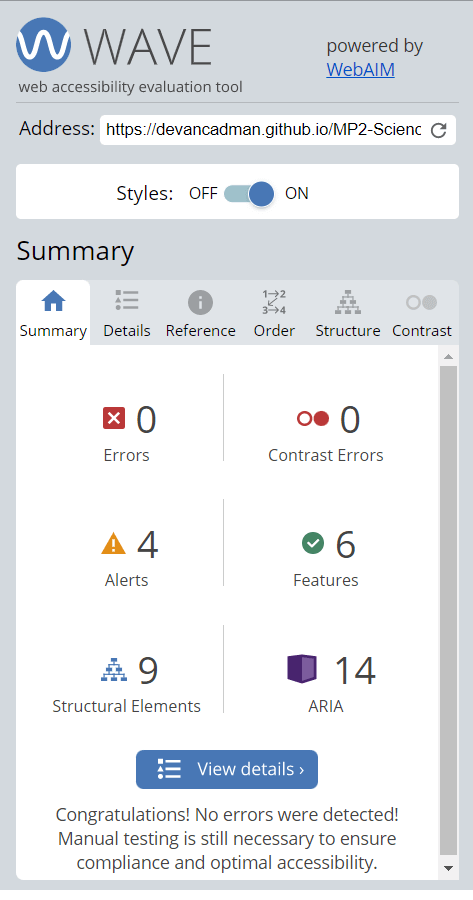 WAVE
web accessibility evaluation tool
powered by
WebAIM
Address: https://devancadman.github.io/MP2-Scienc
Styles: OFF ON
Summary
Summary Details Reference Order Structure Contrast
0 0
Errors Contrast Errors
4 6
Alerts Features
9 14
Structural Elements ARIA
View details ›
Congratulations! No errors were detected!
Manual testing is still necessary to ensure
compliance and optimal accessibility.